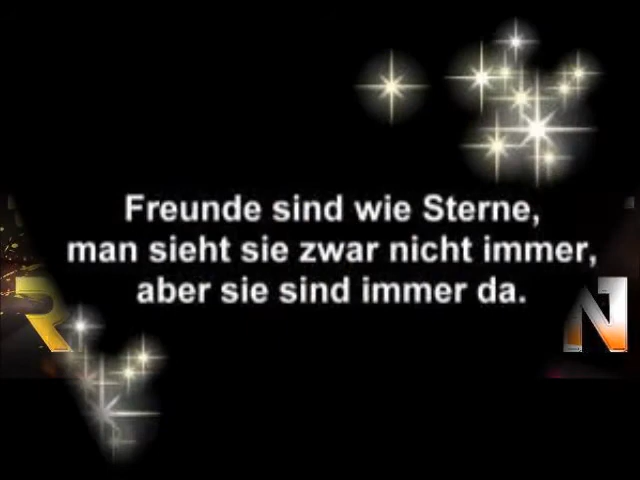 Freunde sind wie Sterne,
man sieht sie zwar nicht immer,
aber sie sind immer da.
R
N